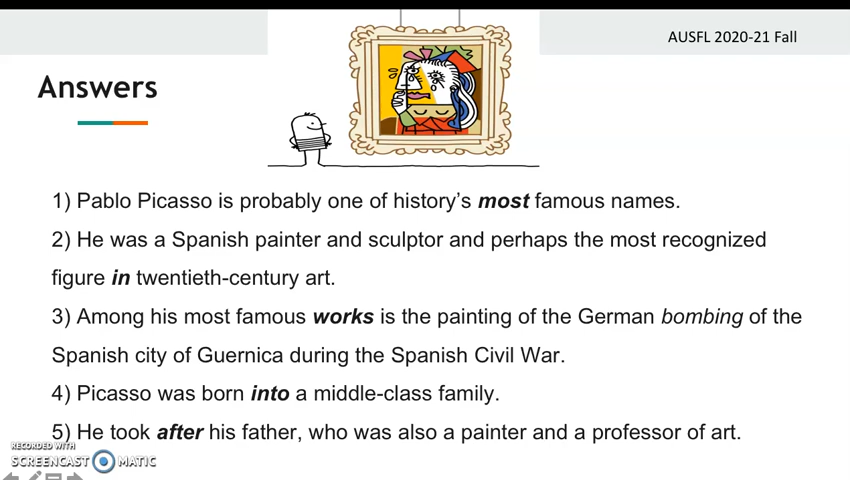 AUSFL 2020-21 Fall
Answers
1) Pablo Picasso is probably one of history's most famous names.
2) He was a Spanish painter and sculptor and perhaps the most recognized
figure in twentieth-century art.
3) Among his most famous works is the painting of the German bombing of the
Spanish city of Guernica during the Spanish Civil War.
4) Picasso was born into a middle-class family.
5) He took after his father, who was also a painter and a professor of art.
RECORDED WITH
SCREENCAST MATIC